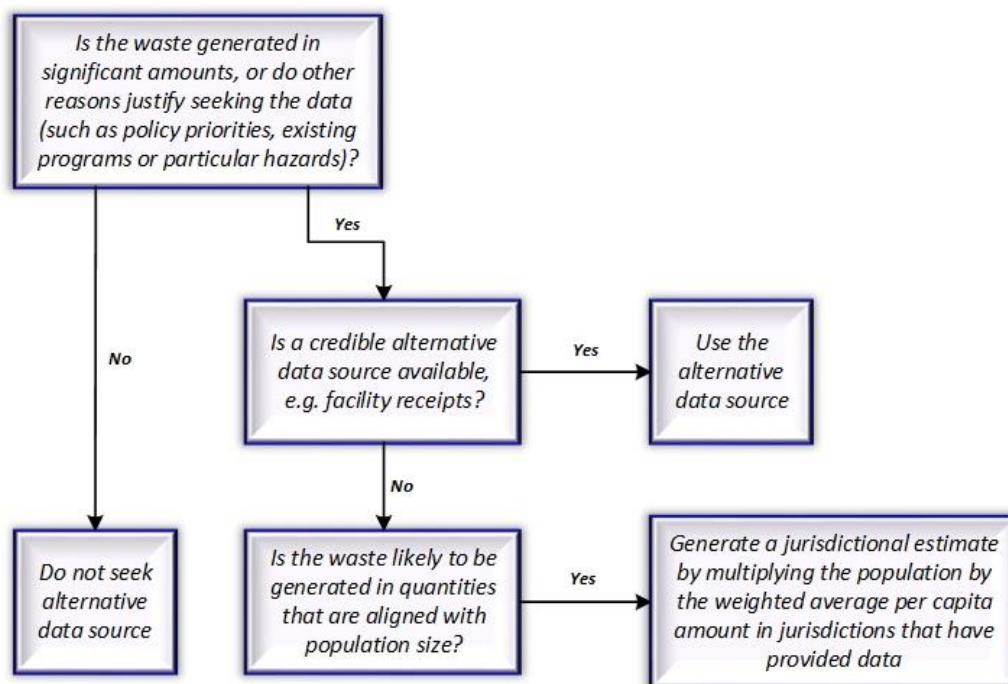 Is the waste generated in
significant amounts, or do other
reasons justify seeking the data
(such as policy priorities, existing
programs or particular hazards)?
Yes
No
Is a credible alternative
data source available,
e.g. facility receipts?
Yes
Use the
alternative
data source
No
Do not seek
alternative
data source
Is the waste likely to be
generated in quantities
that are aligned with
population size?
Yes
Generate a jurisdictional estimate
by multiplying the population by
the weighted average per capita
amount in jurisdictions that have
provided data